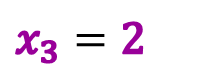 x₃ = 2